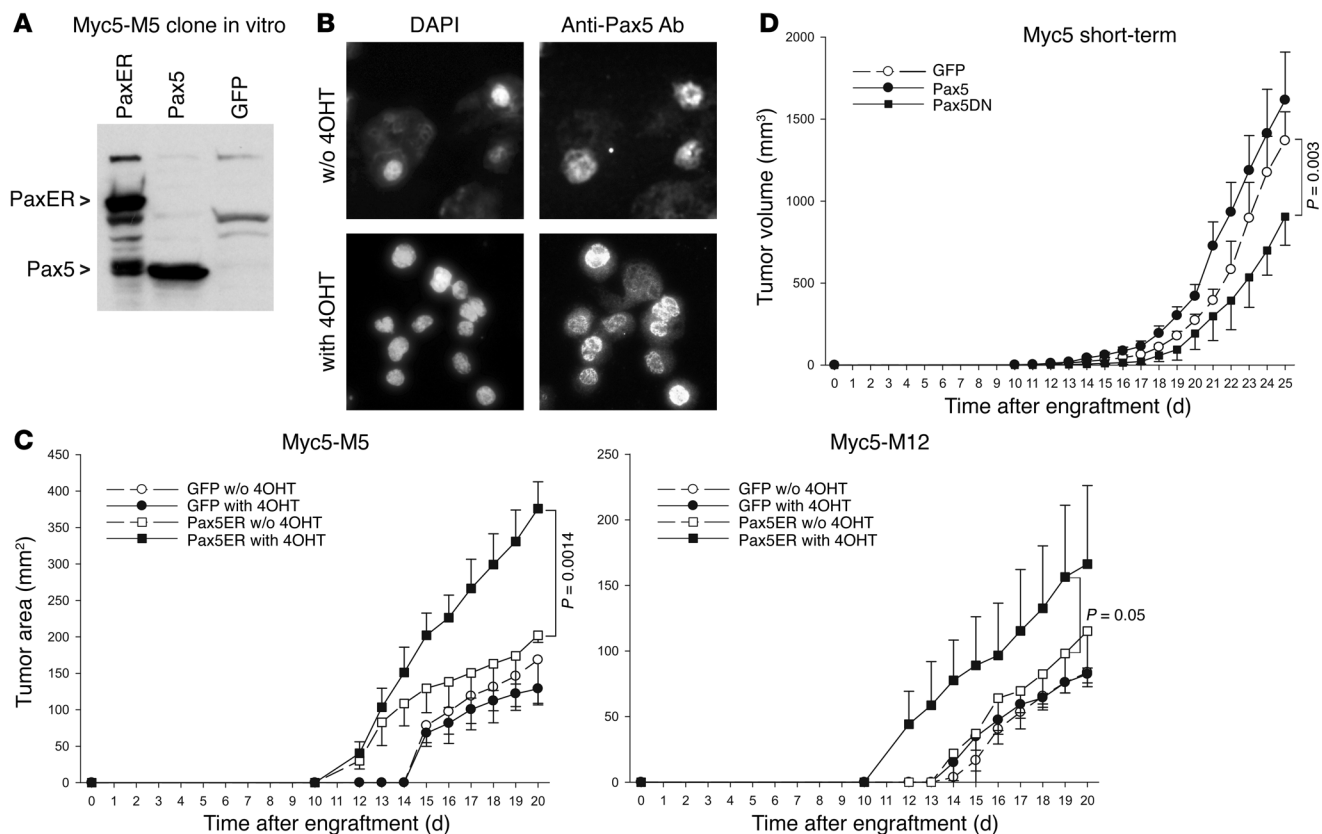 A
Myc5-M5 clone in vitro
PaxER
Pax5
GFP
PaxER >
Pax5 >
B
DAPI
Anti-Pax5 Ab
w/o 4OHT
with 4OHT
D
Myc5 short-term
GFP
Pax5
Pax5DN
Tumor volume (mm³)
2000
1500
1000
500
0
P = 0.003
0 1 2 3 4 5 6 7 8 9 10 11 12 13 14 15 16 17 18 19 20 21 22 23 24 25
Time after engraftment (d)
C
Myc5-M5
GFP w/o 4OHT
GFP with 4OHT
Pax5ER w/o 4OHT
Pax5ER with 4OHT
Tumor area (mm²)
450
400
350
300
250
200
150
100
50
0
P = 0.0014
0 1 2 3 4 5 6 7 8 9 10 11 12 13 14 15 16 17 18 19 20
Time after engraftment (d)
Myc5-M12
GFP w/o 4OHT
GFP with 4OHT
Pax5ER w/o 4OHT
Pax5ER with 4OHT
250
200
150
100
50
0
P = 0.05
0 1 2 3 4 5 6 7 8 9 10 11 12 13 14 15 16 17 18 19 20
Time after engraftment (d)